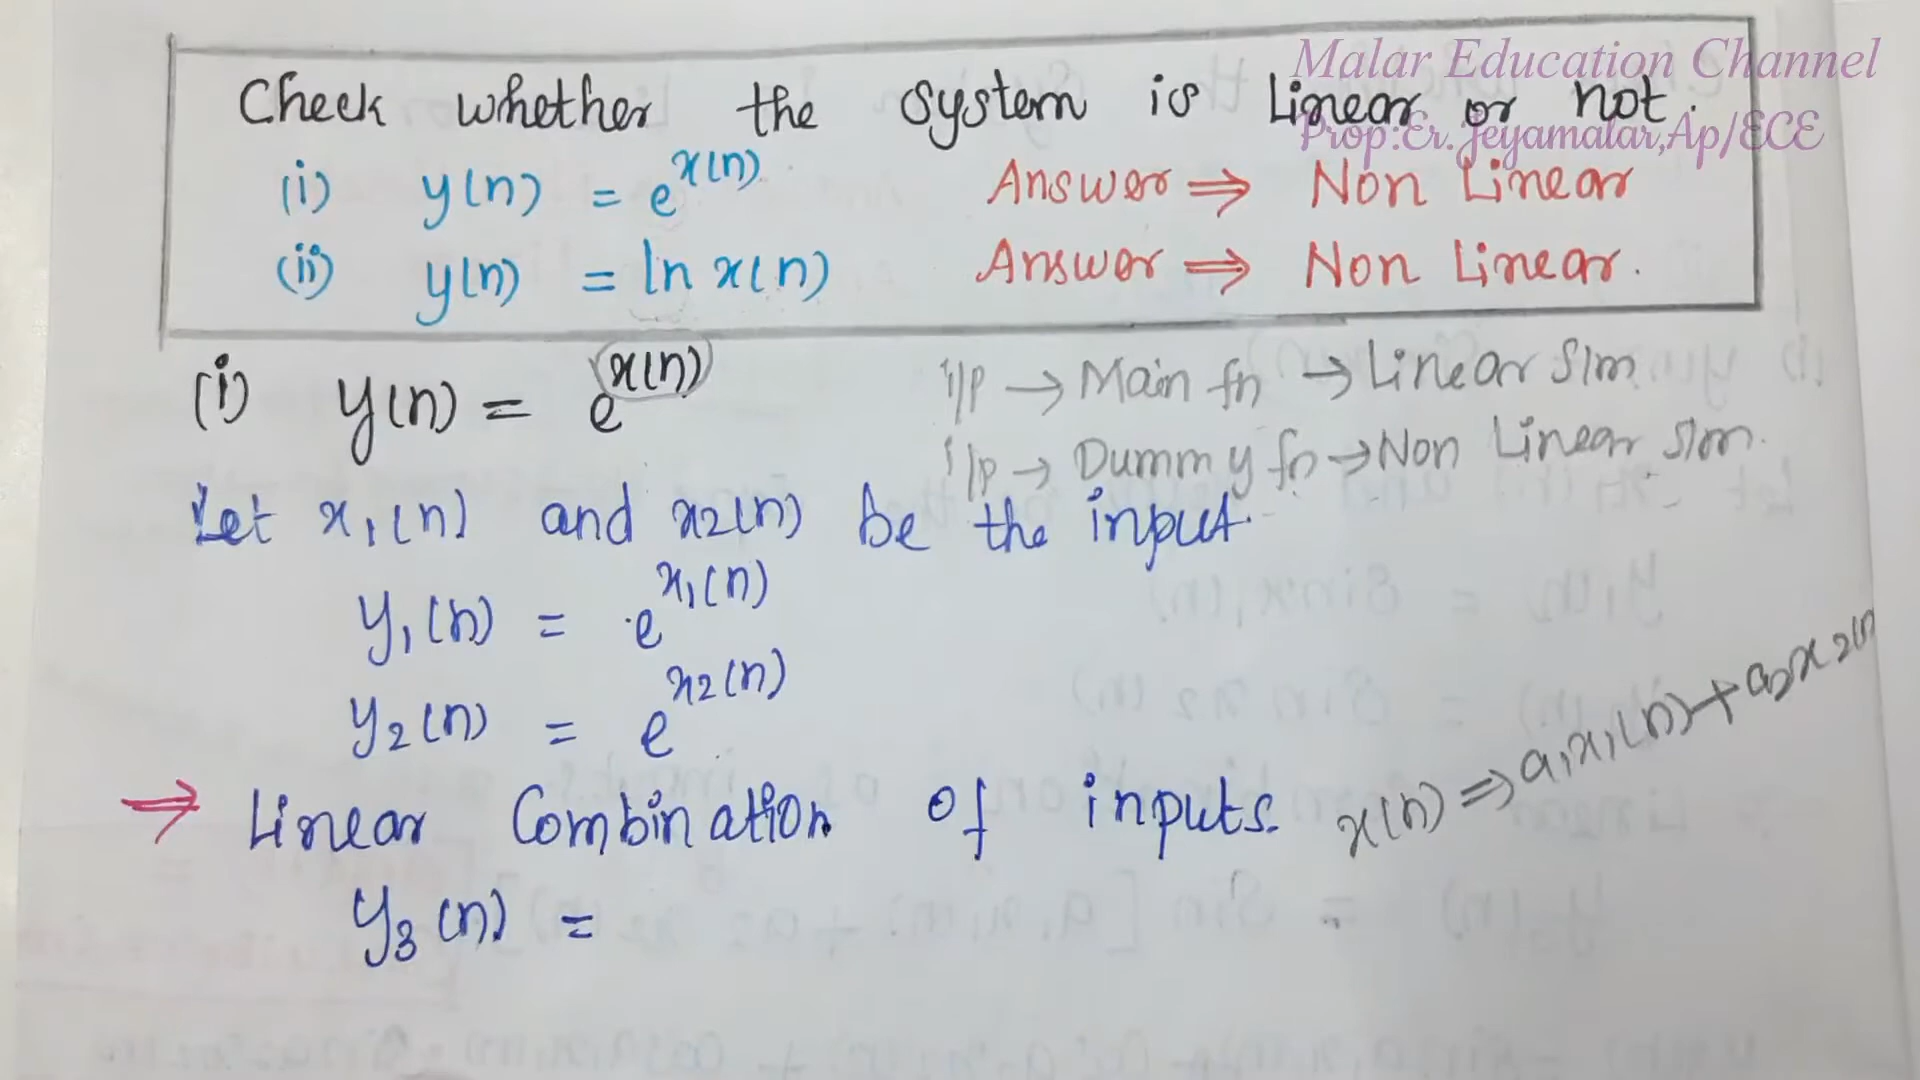 Malar Education Channel
Prop:Er.Jeyamalar,Ap/ECE
Check whether the system is Linear or not.
(i) y(n) = e^x(n) Answer ⇒ Non Linear
(ii) y(n) = ln x(n) Answer ⇒ Non Linear.
(i) y(n) = e^x(n)
i/p → Main fn → Linear s/m
i/p → Dummy fn → Non Linear s/m.
Let x1(n) and x2(n) be the input.
y1(n) = e^x1(n)
y2(n) = e^x2(n)
⇒ Linear Combination of inputs. x(n) ⇒ a1x1(n) + a2x2(n
y3(n) =